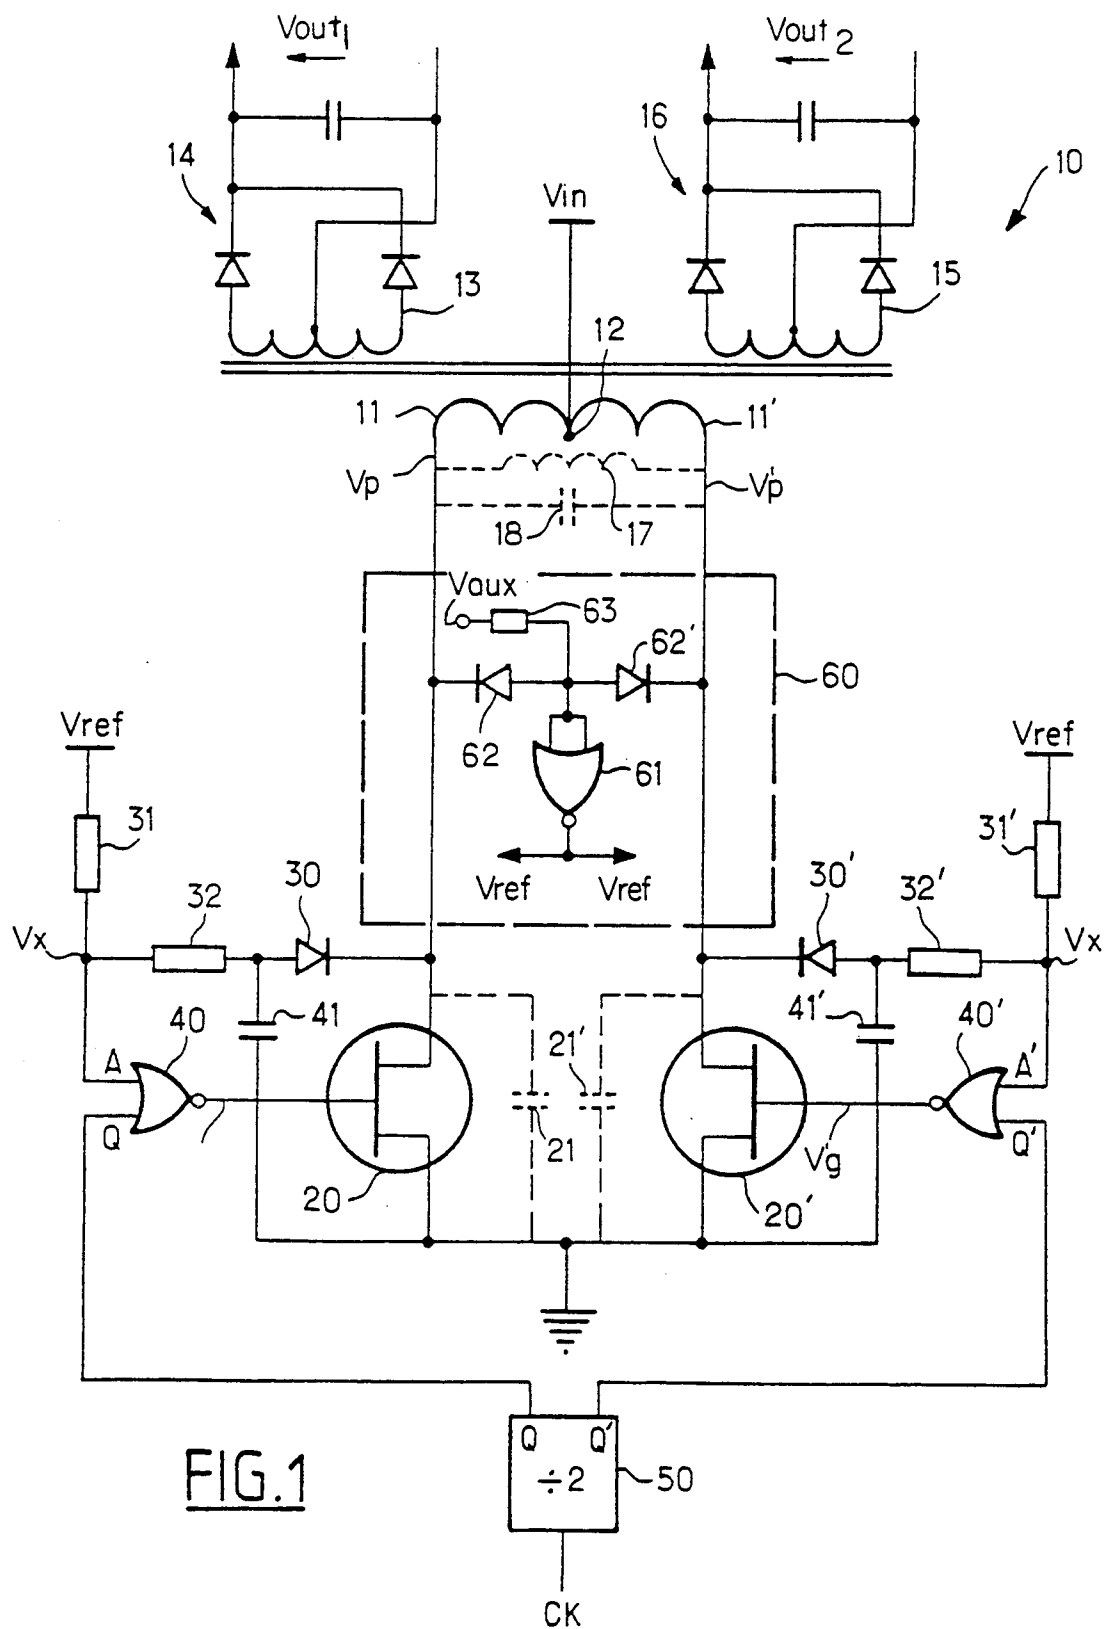 Vout1
Vout2
14
16
10
Vin
13
15
12
11
11'
Vp
V'p
18
17
Vaux
63
62'
60
62
61
Vref
Vref
Vref
Vref
31
31'
32
30
30'
32'
Vx
Vx
40
41
21'
41'
40'
A
A'
Q
Q'
21
V'g
20
20'
Q
Q'
÷2
50
FIG.1
CK